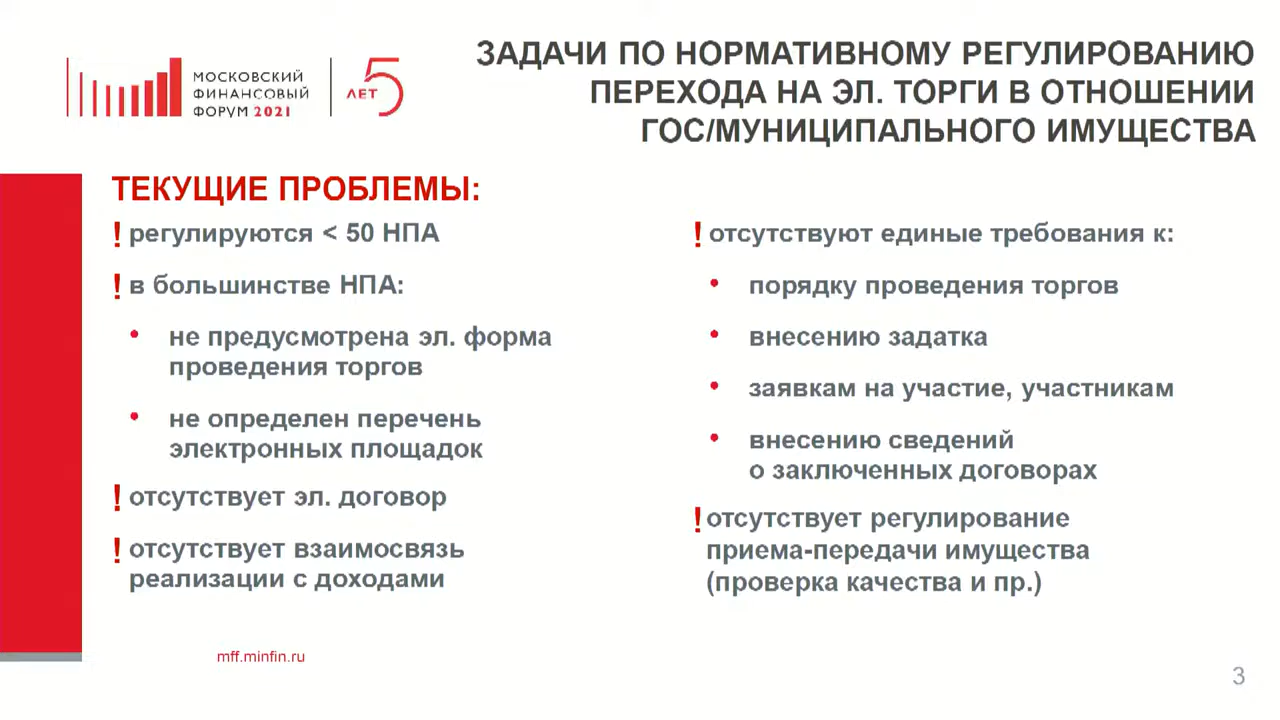 МОСКОВСКИЙ
ФИНАНСОВЫЙ
ФОРУМ 2021
5
ЛЕТ
ЗАДАЧИ ПО НОРМАТИВНОМУ РЕГУЛИРОВАНИЮ
ПЕРЕХОДА НА ЭЛ. ТОРГИ В ОТНОШЕНИИ
ГОС/МУНИЦИПАЛЬНОГО ИМУЩЕСТВА
ТЕКУЩИЕ ПРОБЛЕМЫ:
! регулируются < 50 НПА
! в большинстве НПА:
• не предусмотрена эл. форма
проведения торгов
• не определен перечень
электронных площадок
! отсутствует эл. договор
! отсутствует взаимосвязь
реализации с доходами
! отсутствуют единые требования к:
• порядку проведения торгов
• внесению задатка
• заявкам на участие, участникам
• внесению сведений
о заключенных договорах
! отсутствует регулирование
приема-передачи имущества
(проверка качества и пр.)
mff.minfin.ru
3